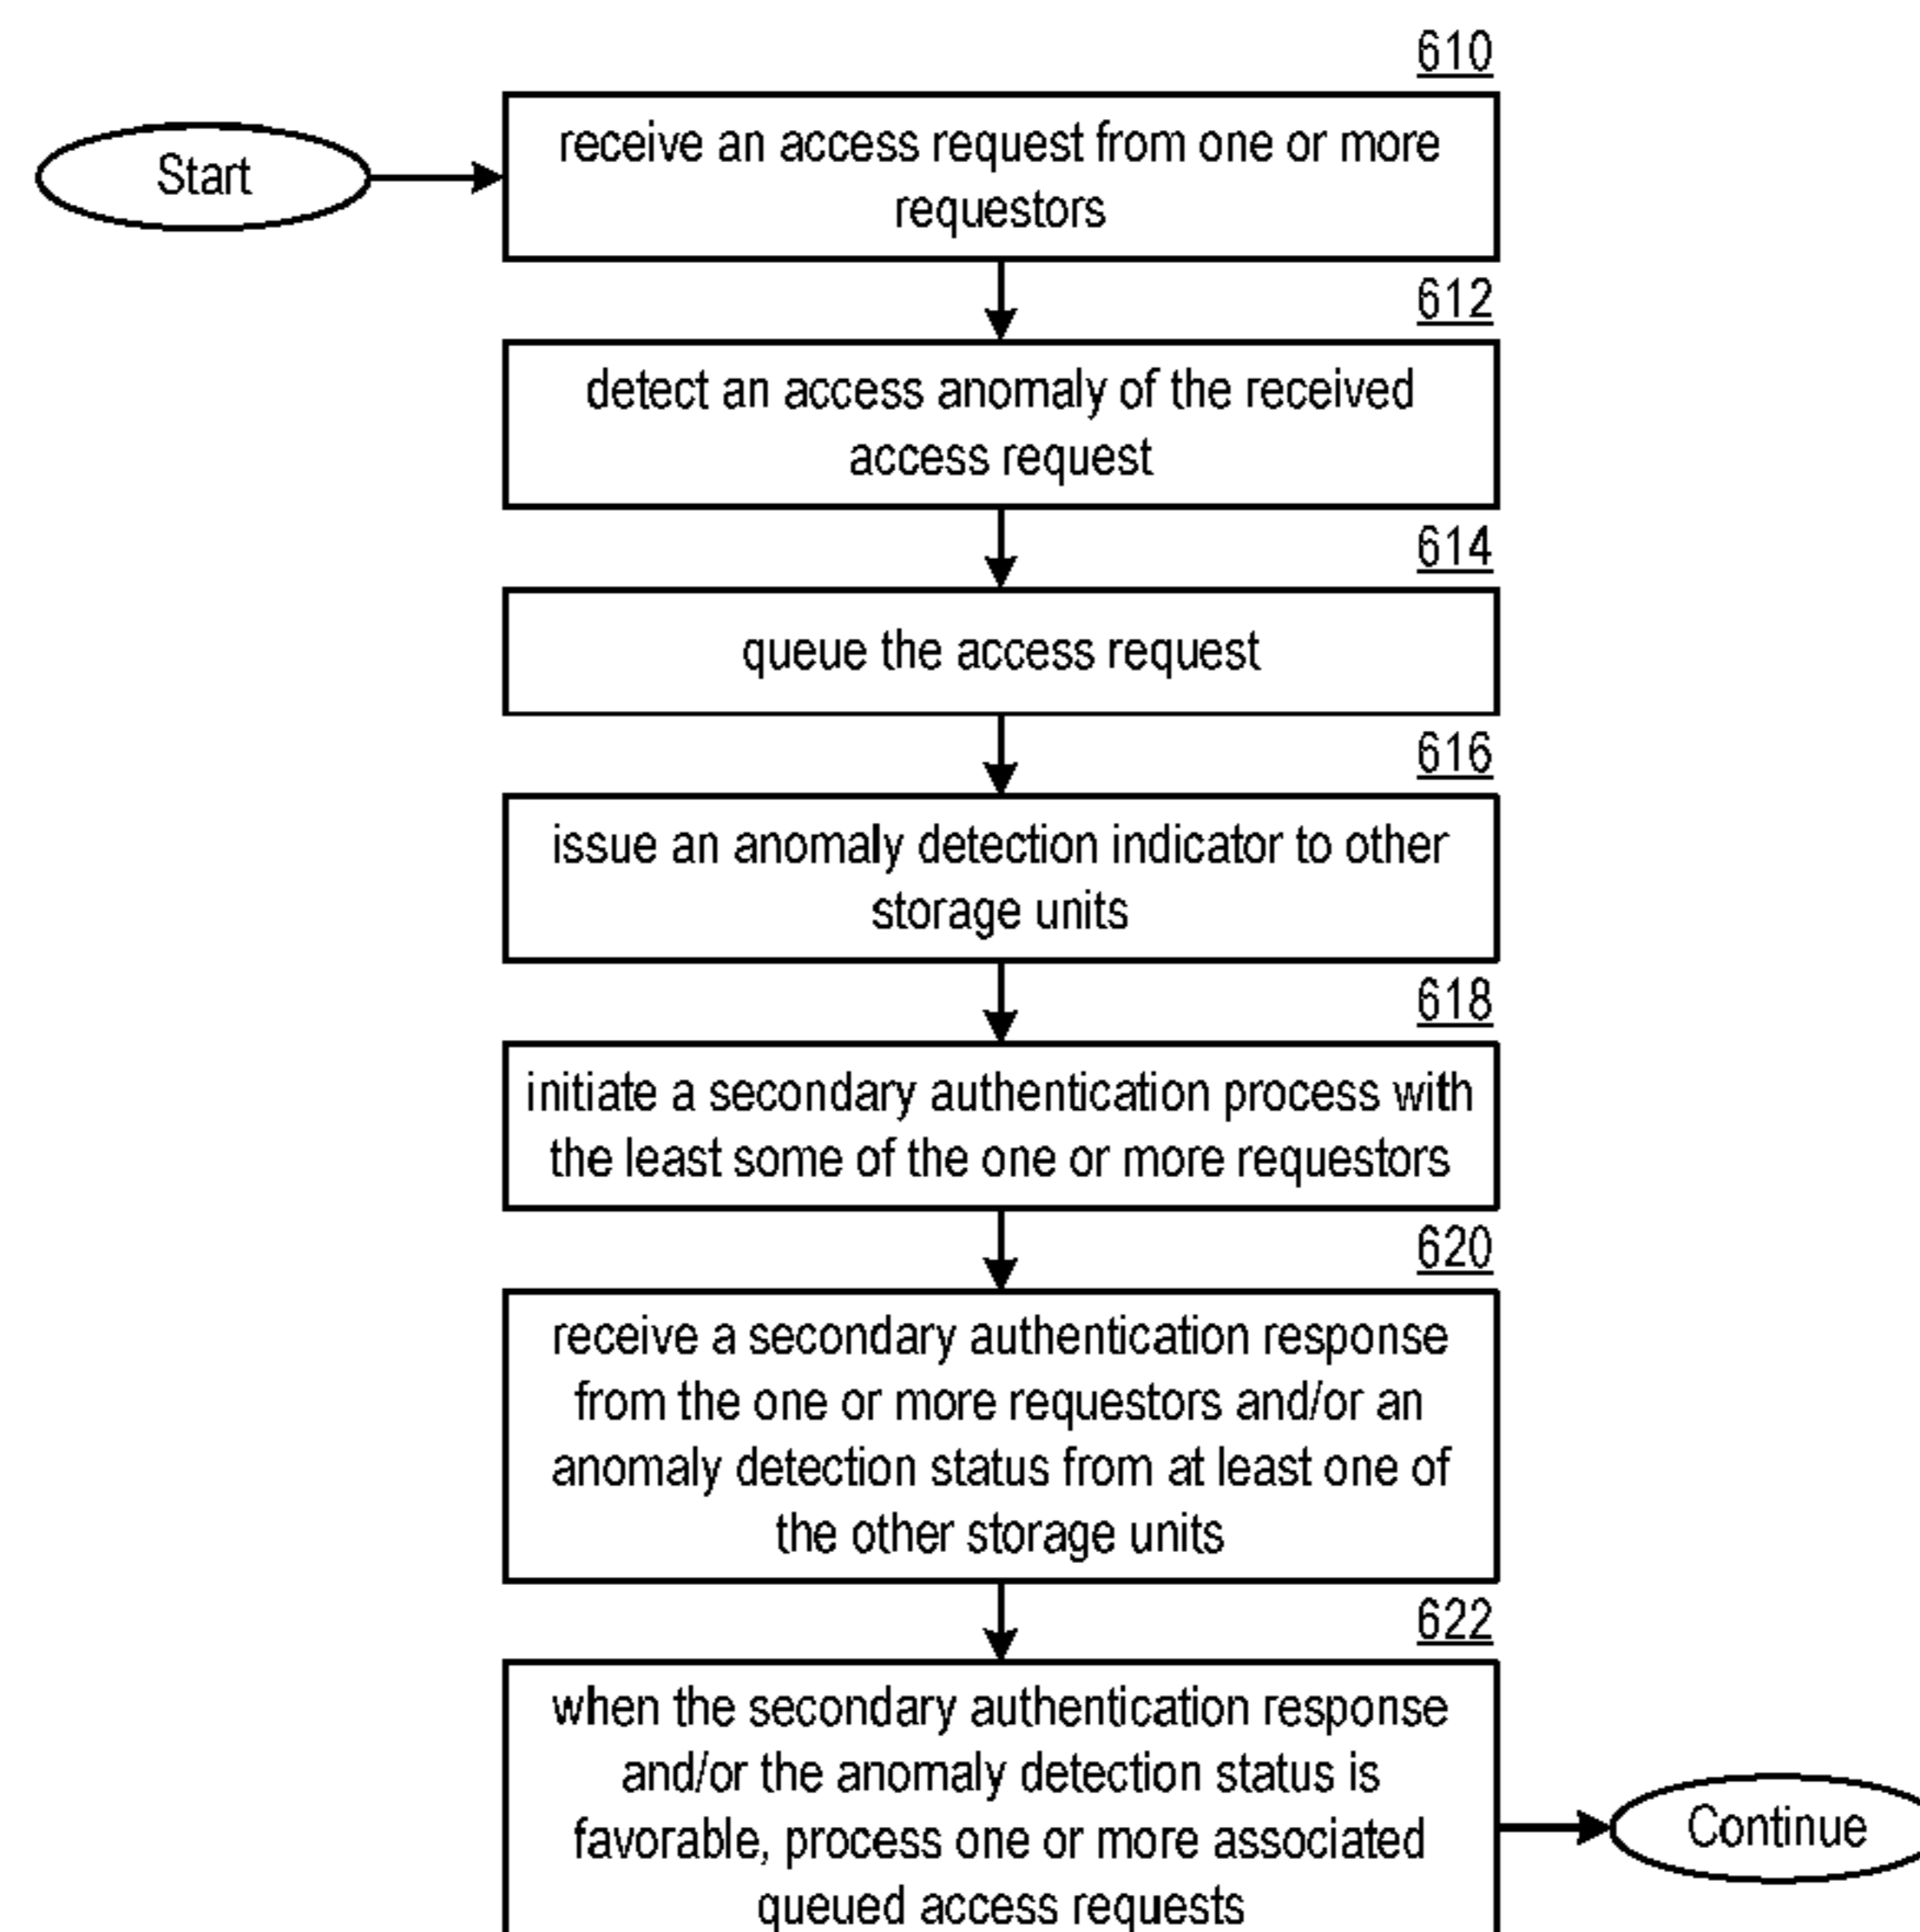 610
Start
receive an access request from one or more
requestors
612
detect an access anomaly of the received
access request
614
queue the access request
616
issue an anomaly detection indicator to other
storage units
618
initiate a secondary authentication process with
the least some of the one or more requestors
620
receive a secondary authentication response
from the one or more requestors and/or an
anomaly detection status from at least one of
the other storage units
622
when the secondary authentication response
and/or the anomaly detection status is
favorable, process one or more associated
queued access requests
Continue